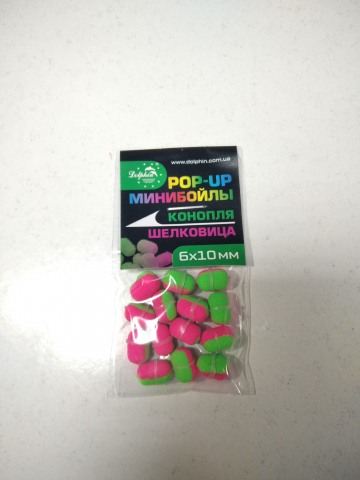 Dolphin
www.dolphin.com.ua
POP-UP
МИНИБОЙЛЫ
КОНОПЛЯ
ШЕЛКОВИЦА
6x10мм